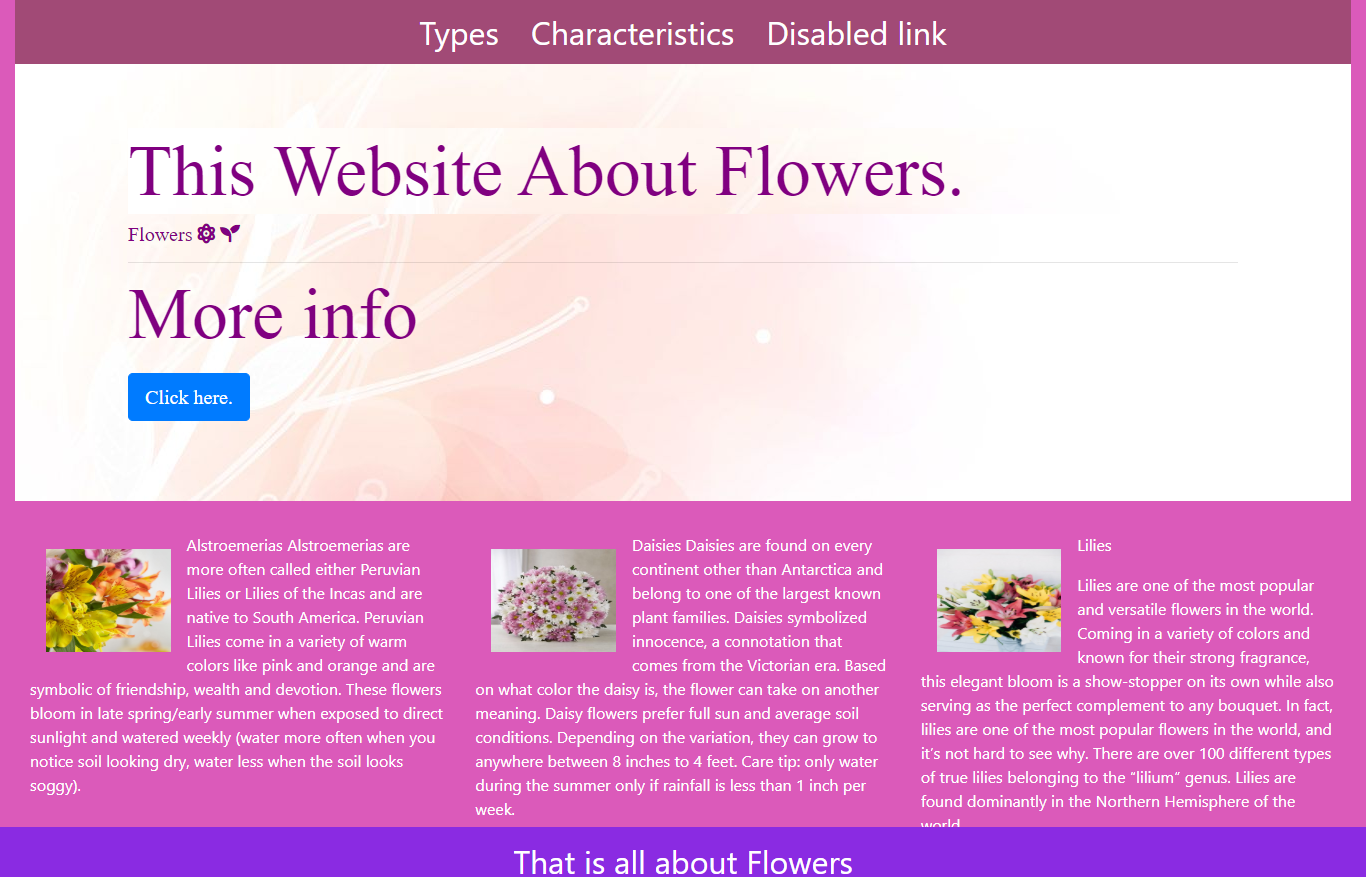 Types Characteristics Disabled link
This Website About Flowers.
Flowers
More info
Click here.
Alstroemerias Alstroemerias are
more often called either Peruvian
Lilies or Lilies of the Incas and are
native to South America. Peruvian
Lilies come in a variety of warm
colors like pink and orange and are
symbolic of friendship, wealth and devotion. These flowers
bloom in late spring/early summer when exposed to direct
sunlight and watered weekly (water more often when you
notice soil looking dry, water less when the soil looks
soggy).
Daisies Daisies are found on every
continent other than Antarctica and
belong to one of the largest known
plant families. Daisies symbolized
innocence, a connotation that
comes from the Victorian era. Based
on what color the daisy is, the flower can take on another
meaning. Daisy flowers prefer full sun and average soil
conditions. Depending on the variation, they can grow to
anywhere between 8 inches to 4 feet. Care tip: only water
during the summer only if rainfall is less than 1 inch per
week.
Lilies
Lilies are one of the most popular
and versatile flowers in the world.
Coming in a variety of colors and
known for their strong fragrance,
this elegant bloom is a show-stopper on its own while also
serving as the perfect complement to any bouquet. In fact,
lilies are one of the most popular flowers in the world, and
it’s not hard to see why. There are over 100 different types
of true lilies belonging to the “lilium” genus. Lilies are
found dominantly in the Northern Hemisphere of the
world
That is all about Flowers